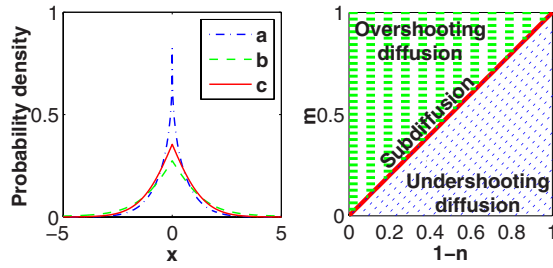 Probability density
1
0.5
0
−5
0
5
x
a
b
c
m
1
0.5
0
0
0.2
0.4
0.6
0.8
1
1−n
Overshooting
diffusion
Subdiffusion
Undershooting
diffusion